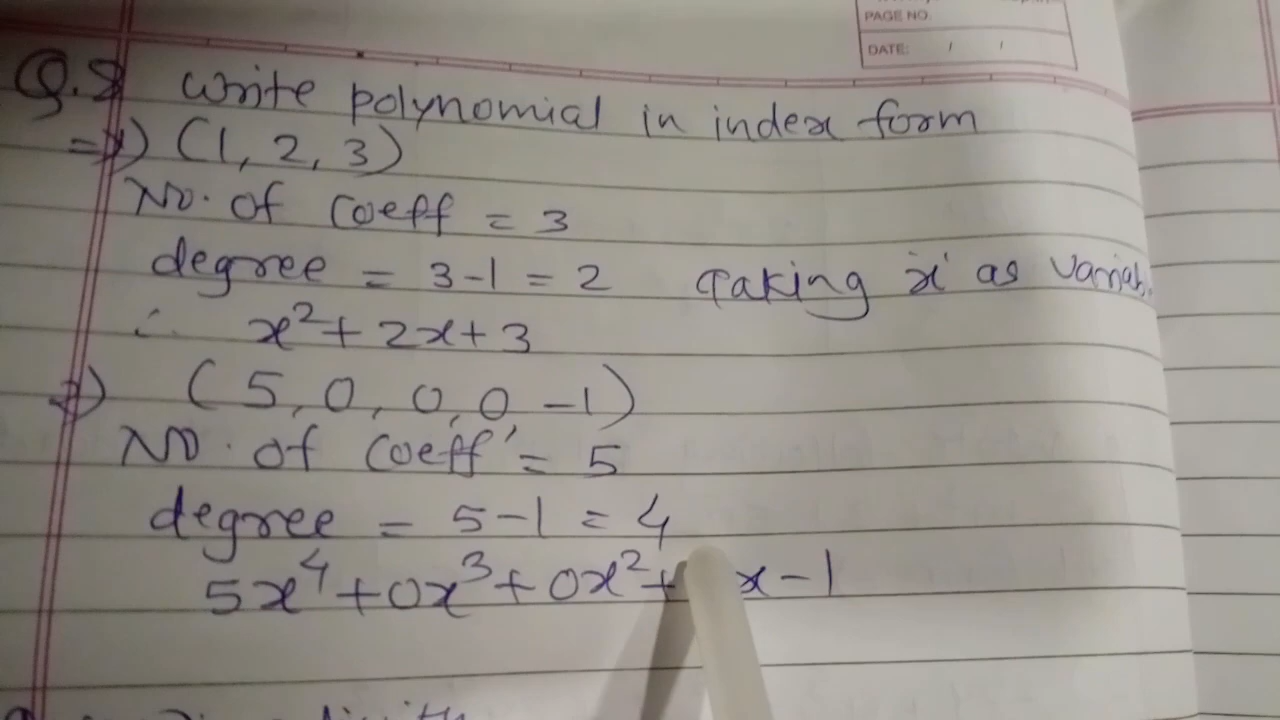 PAGE NO.
DATE: / /
Q.8 Write polynomial in index form
=> 1) (1, 2, 3)
No. of coeff = 3
degree = 3-1 = 2 Taking 'x' as
∴ x² + 2x + 3
2) (5, 0, 0, 0, -1)
No. of coeff = 5
degree = 5-1 = 4
5x⁴ + 0x³ + 0x² + x - 1